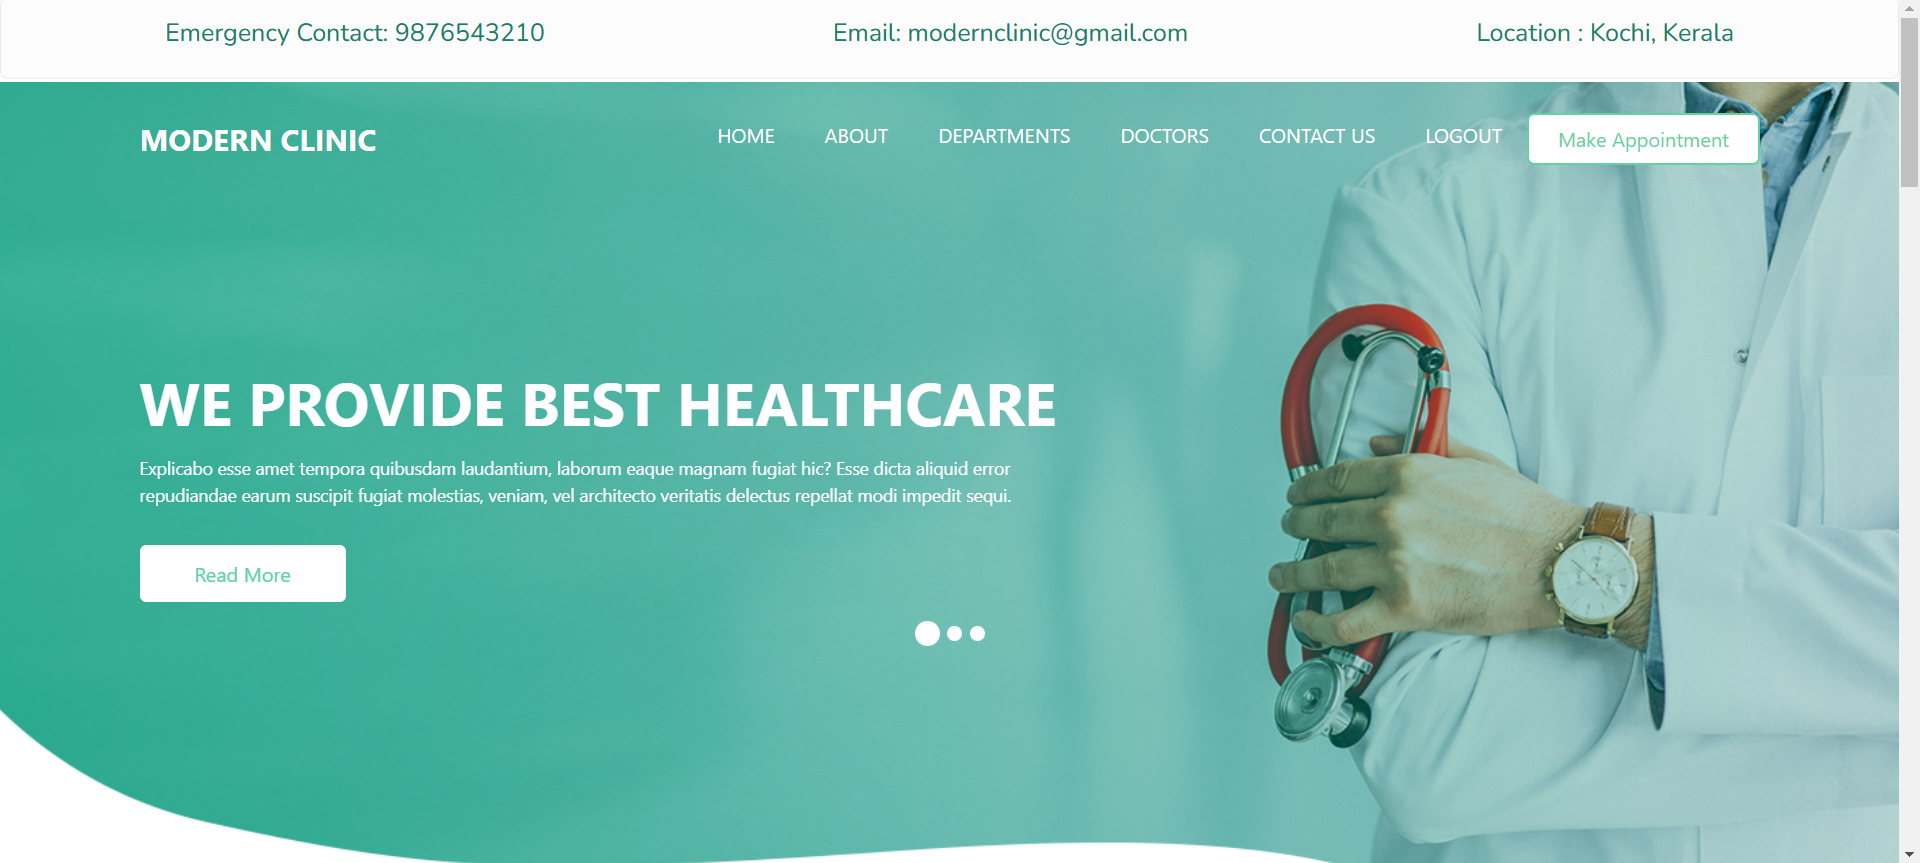 Emergency Contact: 9876543210
Email: modernclinic@gmail.com
Location : Kochi, Kerala
MODERN CLINIC
HOME
ABOUT
DEPARTMENTS
DOCTORS
CONTACT US
LOGOUT
Make Appointment
WE PROVIDE BEST HEALTHCARE
Explicabo esse amet tempora quibusdam laudantium, laborum eaque magnam fugiat hic? Esse dicta aliquid error
repudiandae earum suscipit fugiat molestias, veniam, vel architecto veritatis delectus repellat modi impedit sequi.
Read More